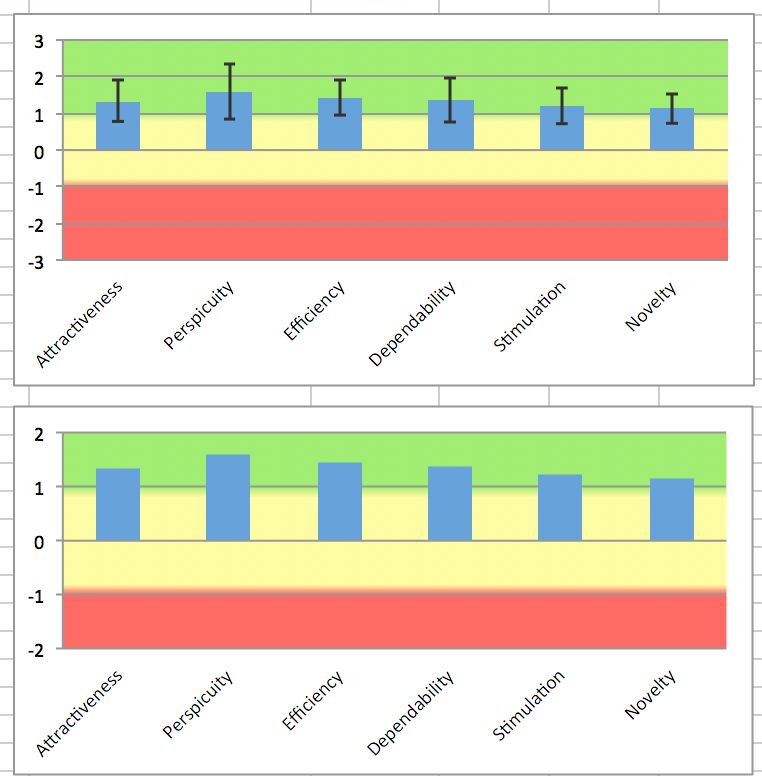 3
2
1
0
-1
-2
-3
Attractiveness
Perspicuity
Efficiency
Dependability
Stimulation
Novelty
2
1
0
-1
-2
Attractiveness
Perspicuity
Efficiency
Dependability
Stimulation
Novelty